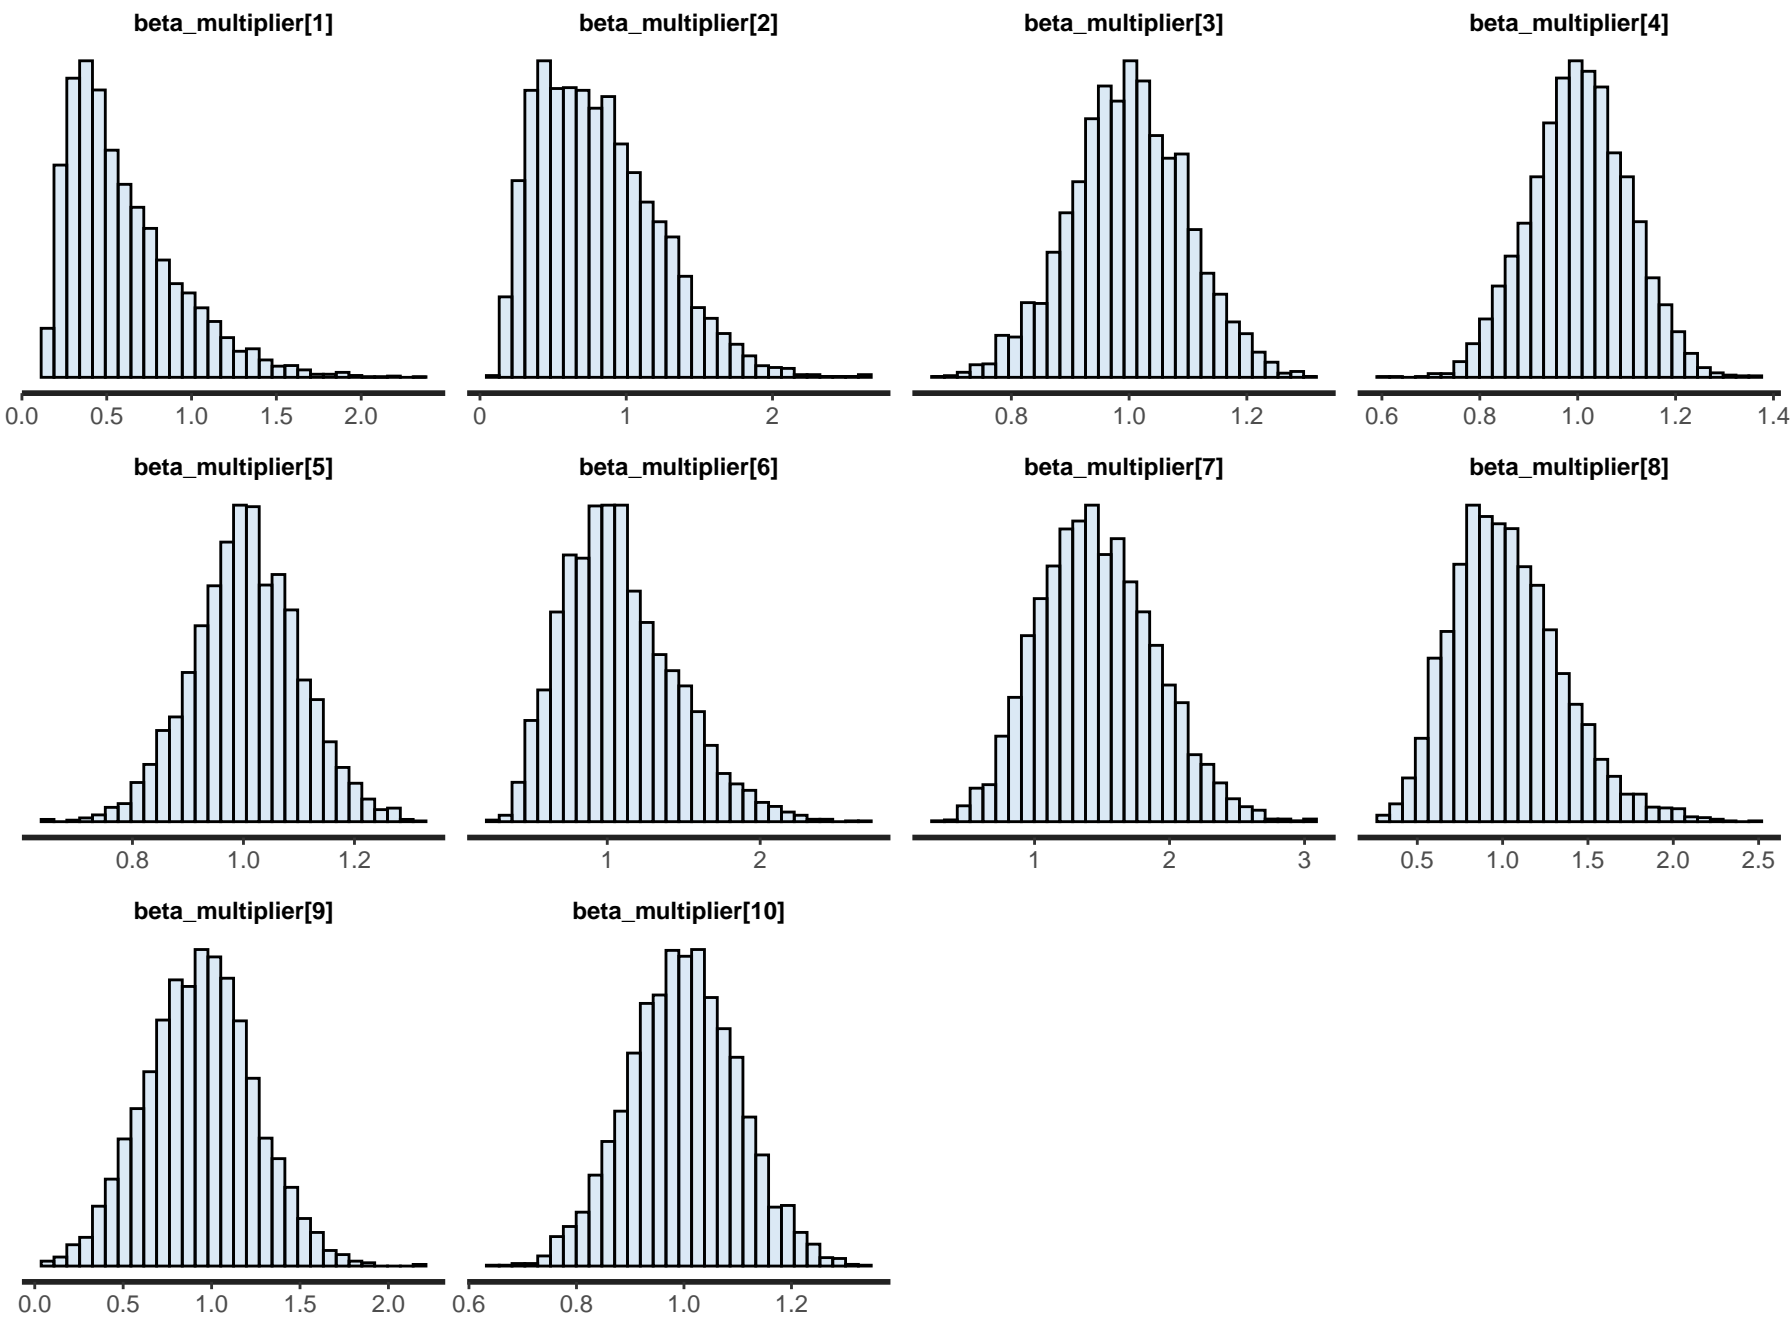 beta_multiplier[1] beta_multiplier[2] beta_multiplier[3] beta_multiplier[4]
0.0 0.5 1.0 1.5 2.0 0 1 2 0.8 1.0 1.2 0.6 0.8 1.0 1.2 1.4
beta_multiplier[5] beta_multiplier[6] beta_multiplier[7] beta_multiplier[8]
0.8 1.0 1.2 1 2 1 2 3 0.5 1.0 1.5 2.0 2.5
beta_multiplier[9] beta_multiplier[10]
0.0 0.5 1.0 1.5 2.0 0.6 0.8 1.0 1.2